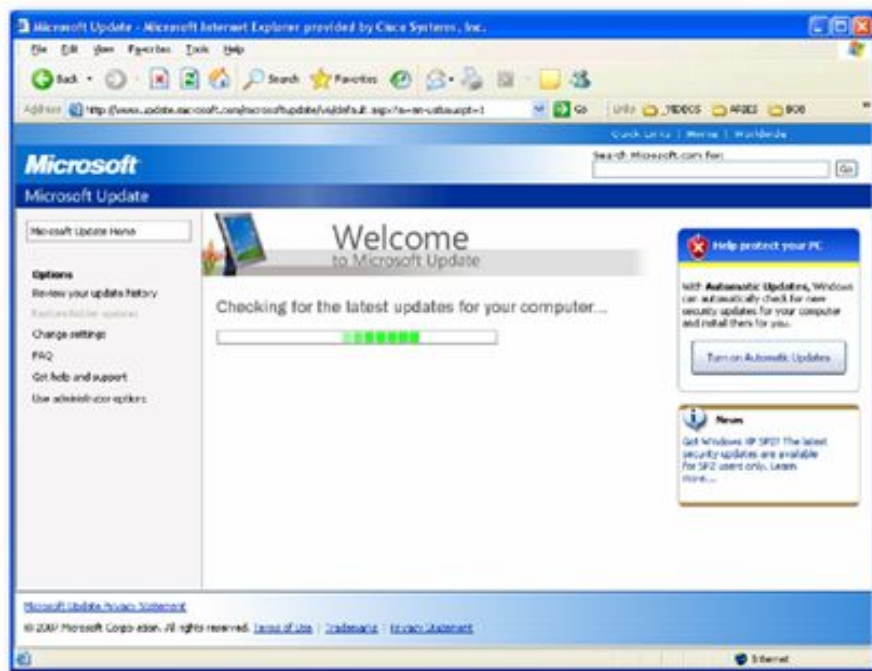 Microsoft Update - Microsoft Internet Explorer provided by Cisco Systems, Inc.
File Edit View Favorites Tools Help
Back Search Favorites
Address Go Links VIDEOS
Quick Links | Home | Worldwide
Microsoft
Search Microsoft.com for:
Go
Microsoft Update
Microsoft Update Home
Options
Review your update history
Restore hidden updates
Change settings
FAQ
Get help and support
Use administrator options
Welcome
to Microsoft Update
Checking for the latest updates for your computer...
Help protect your PC
With Automatic Updates, Windows
can automatically check for new
security updates for your computer
and install them for you.
Turn on Automatic Updates
News
Got Windows XP SP2? The latest
security updates are available
for SP2 users only. Learn
more...
Microsoft Update Privacy Statement
© 2007 Microsoft Corporation. All rights reserved. Terms of Use | Trademarks | Privacy Statement
Internet